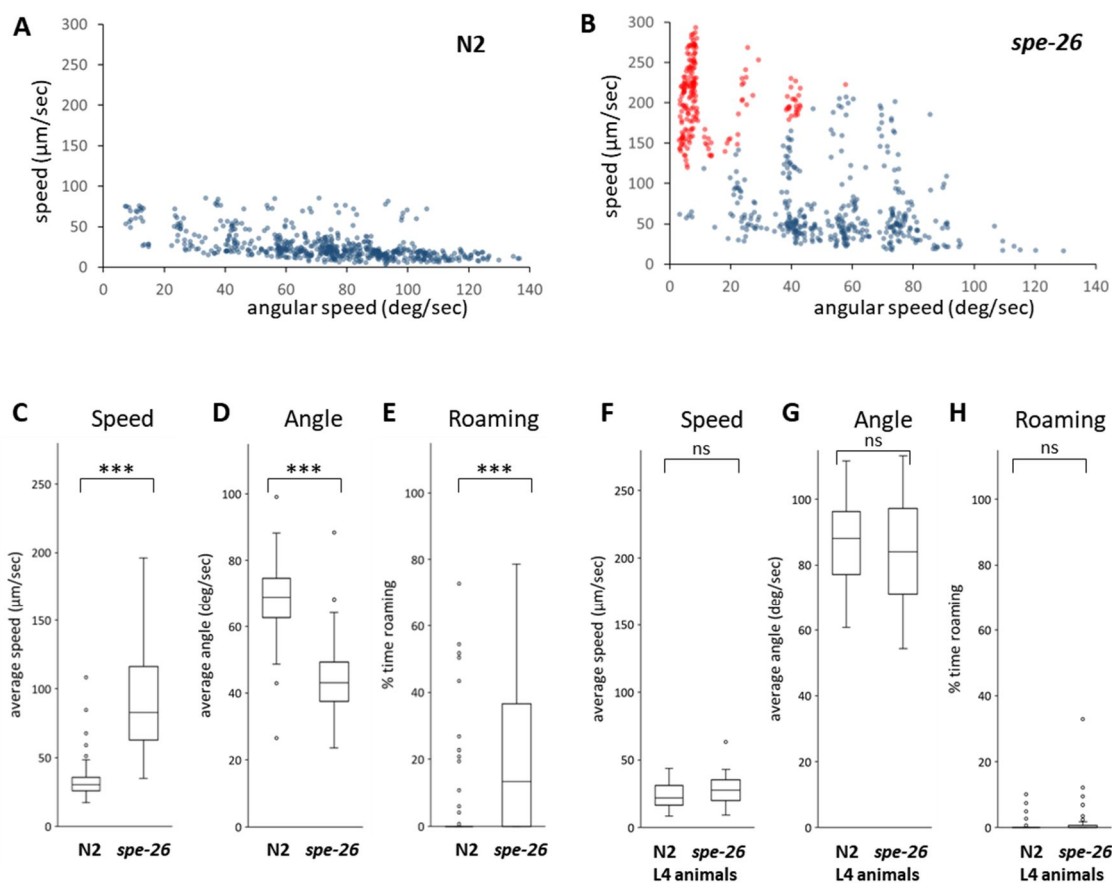 A
N2
speed (µm/sec)
300
250
200
150
100
50
0
0 20 40 60 80 100 120 140
angular speed (deg/sec)
B
spe-26
speed (µm/sec)
300
250
200
150
100
50
0
0 20 40 60 80 100 120 140
angular speed (deg/sec)
C
Speed
***
average speed (µm/sec)
250
200
150
100
50
0
N2 spe-26
D
Angle
***
average angle (deg/sec)
100
80
60
40
20
0
N2 spe-26
E
Roaming
***
% time roaming
100
80
60
40
20
0
N2 spe-26
F
Speed
ns
average speed (µm/sec)
250
200
150
100
50
0
N2 spe-26
L4 animals
G
Angle
ns
average angle (deg/sec)
100
80
60
40
20
0
N2 spe-26
L4 animals
H
Roaming
ns
% time roaming
100
80
60
40
20
0
N2 spe-26
L4 animals